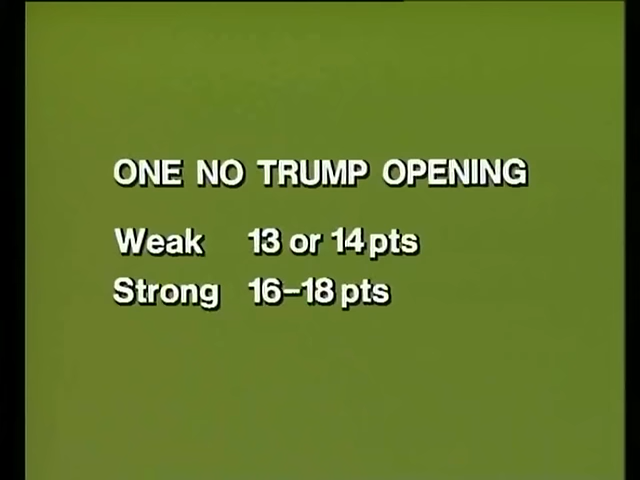 ONE NO TRUMP OPENING
Weak 13 or 14 pts
Strong 16–18 pts